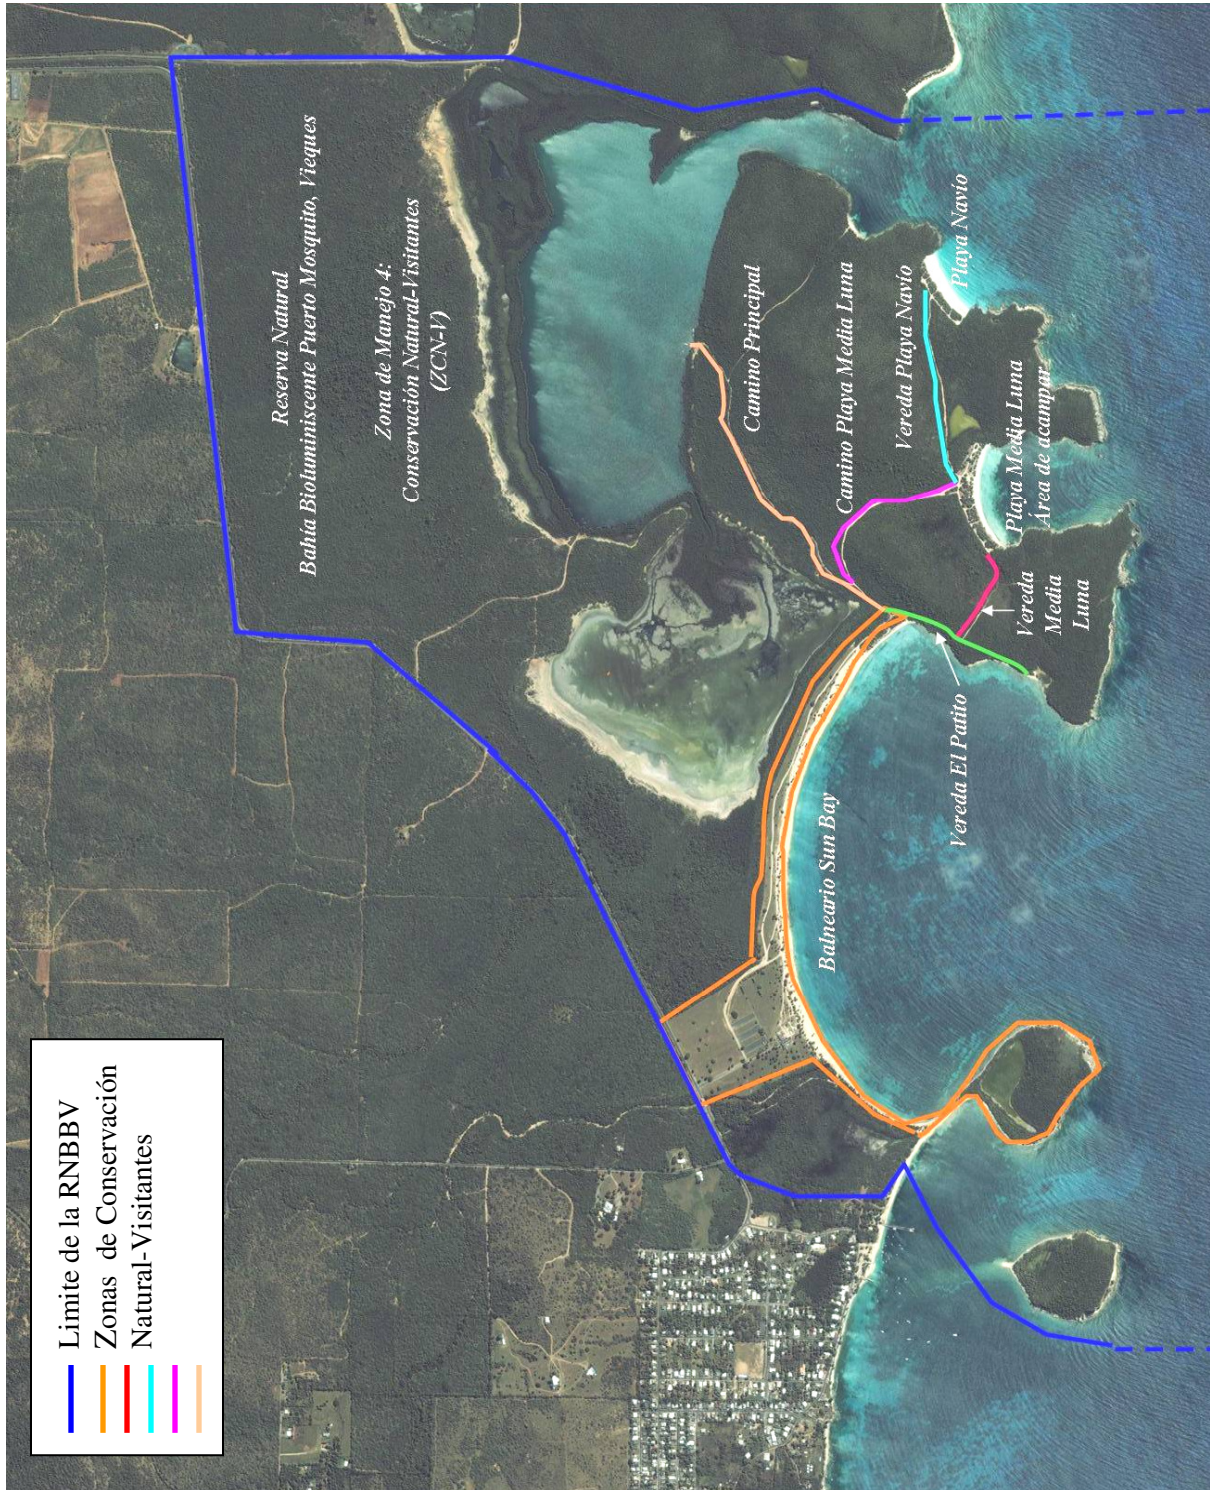 Reserva Natural
Bahía Bioluminiscente Puerto Mosquito, Vieques
Zona de Manejo 4:
Conservación Natural-Visitantes
(ZCN-V)
Camino Principal
Camino Playa Media Luna
Vereda Playa Navío
Playa Navío
Playa Media Luna
Área de acampar
Vereda
Media
Luna
Vereda El Patito
Balneario Sun Bay
Limite de la RNBBV
Zonas de Conservación
Natural-Visitantes